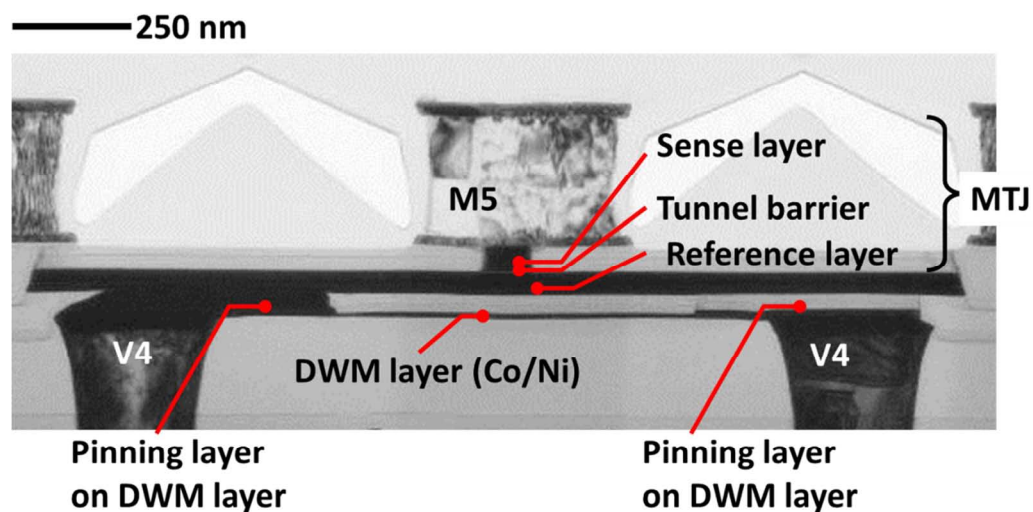 250 nm
Sense layer
M5
Tunnel barrier
MTJ
Reference layer
V4
V4
DWM layer (Co/Ni)
Pinning layer
on DWM layer
Pinning layer
on DWM layer